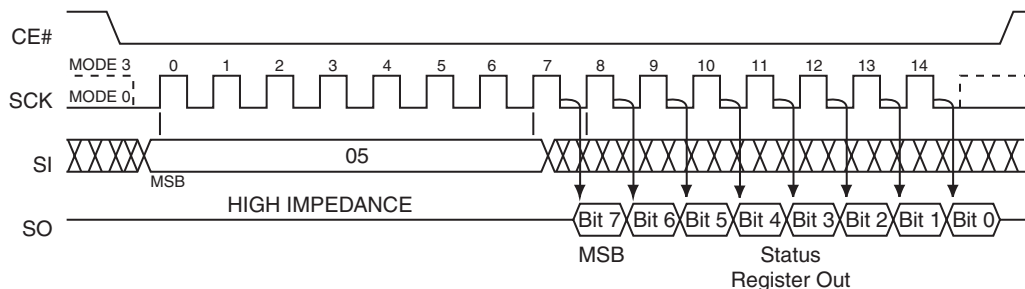 CE#
MODE 3 0 1 2 3 4 5 6 7 8 9 10 11 12 13 14
SCK MODE 0
SI 05
MSB
HIGH IMPEDANCE
SO Bit 7 Bit 6 Bit 5 Bit 4 Bit 3 Bit 2 Bit 1 Bit 0
MSB Status
Register Out